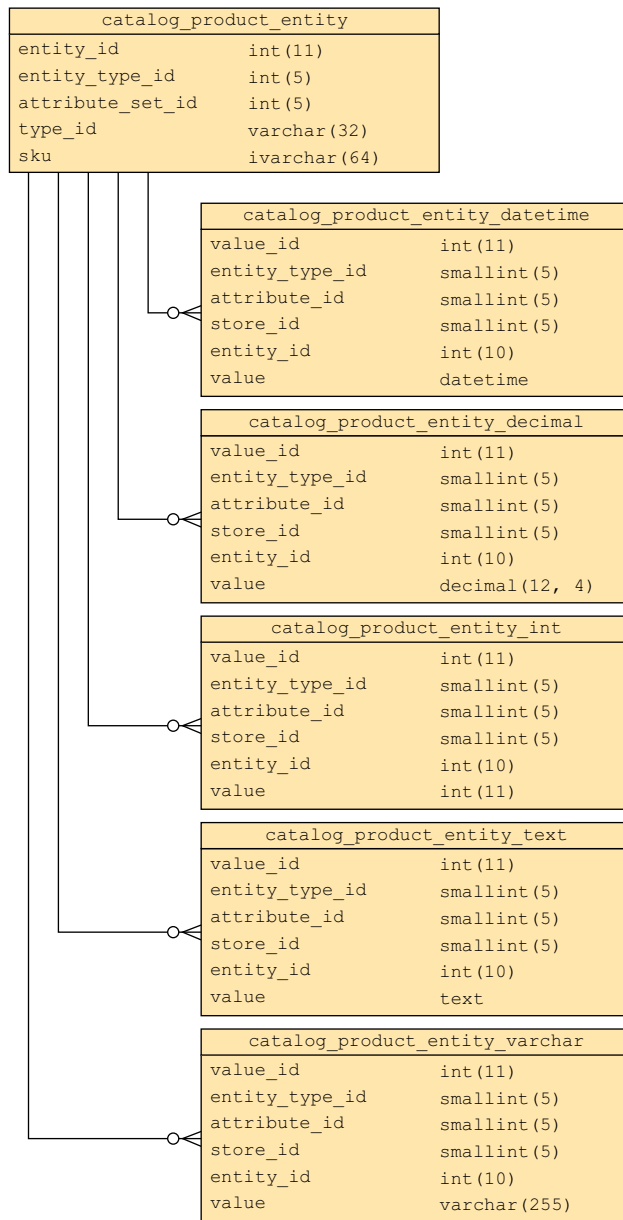 catalog_product_entity
entity_id int(11)
entity_type_id int(5)
attribute_set_id int(5)
type_id varchar(32)
sku ivarchar(64)
catalog_product_entity_datetime
value_id int(11)
entity_type_id smallint(5)
attribute_id smallint(5)
store_id smallint(5)
entity_id int(10)
value datetime
catalog_product_entity_decimal
value_id int(11)
entity_type_id smallint(5)
attribute_id smallint(5)
store_id smallint(5)
entity_id int(10)
value decimal(12, 4)
catalog_product_entity_int
value_id int(11)
entity_type_id smallint(5)
attribute_id smallint(5)
store_id smallint(5)
entity_id int(10)
value int(11)
catalog_product_entity_text
value_id int(11)
entity_type_id smallint(5)
attribute_id smallint(5)
store_id smallint(5)
entity_id int(10)
value text
catalog_product_entity_varchar
value_id int(11)
entity_type_id smallint(5)
attribute_id smallint(5)
store_id smallint(5)
entity_id int(10)
value varchar(255)